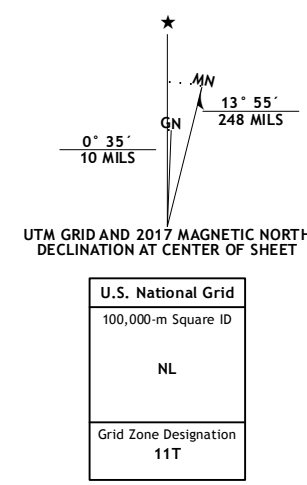 ★
MN
GN
13° 55´
248 MILS
0° 35´
10 MILS
UTM GRID AND 2017 MAGNETIC NORTH
DECLINATION AT CENTER OF SHEET
U.S. National Grid
100,000-m Square ID
NL
Grid Zone Designation
11T